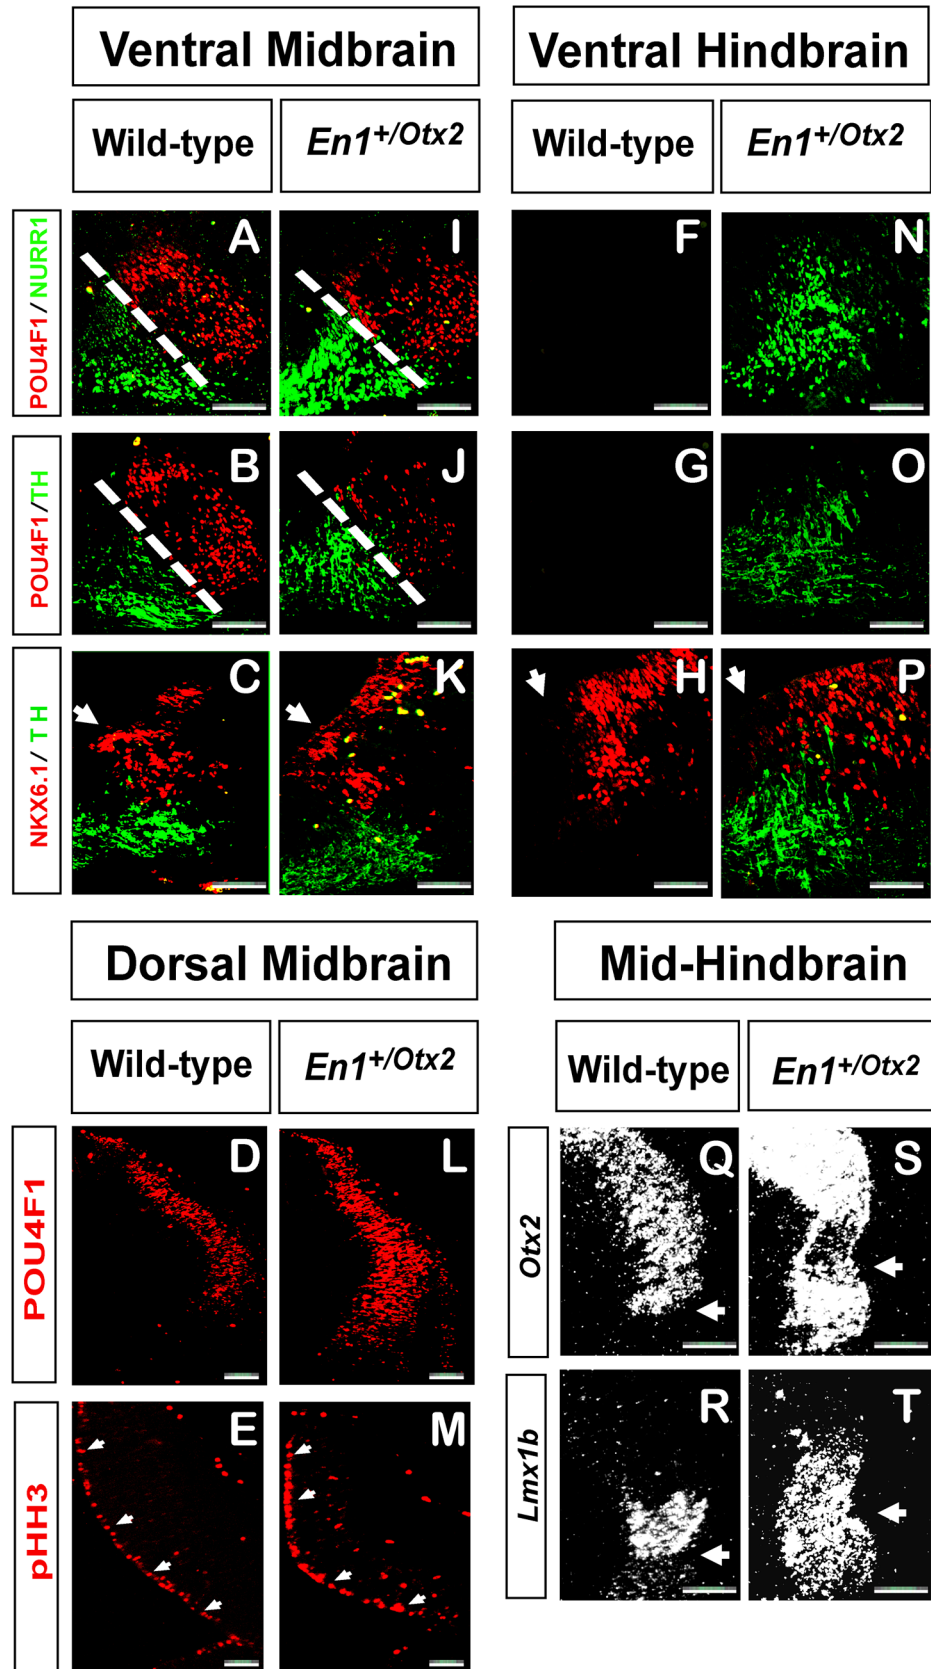 Ventral Midbrain
Ventral Hindbrain
Wild-type
En1+/Otx2
Wild-type
En1+/Otx2
POU4F1/NURR1
A
I
F
N
POU4F1/TH
B
J
G
O
NKX6.1/ TH
C
K
H
P
Dorsal Midbrain
Mid-Hindbrain
Wild-type
En1+/Otx2
Wild-type
En1+/Otx2
POU4F1
D
L
Otx2
Q
S
pHH3
E
M
Lmx1b
R
T